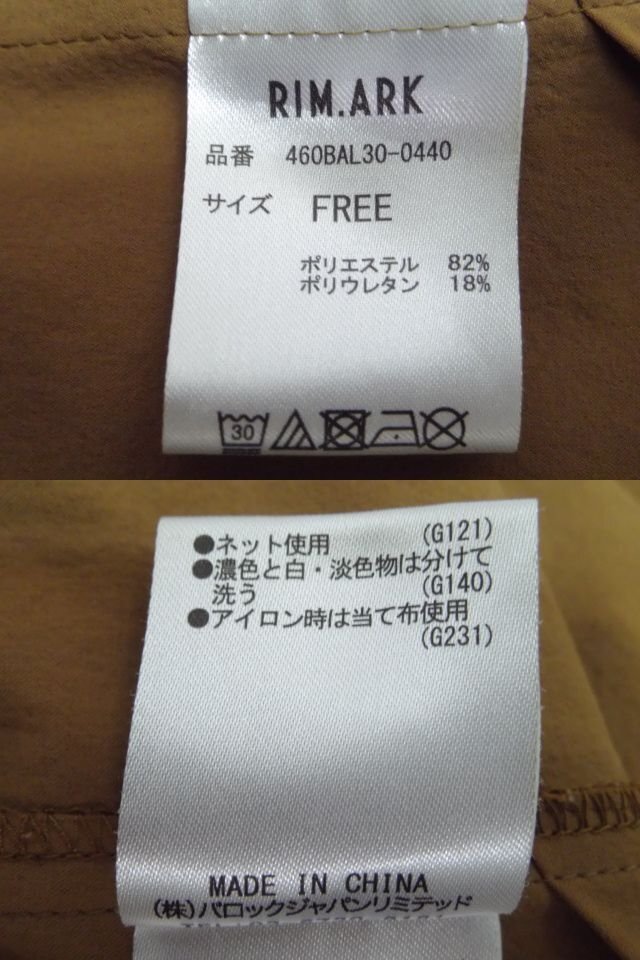 RIM.ARK
品番 460BAL30-0440
サイズ FREE
ポリエステル 82%
ポリウレタン 18%
30
●ネット使用 (G121)
●濃色と白・淡色物は分けて
洗う (G140)
●アイロン時は当て布使用
(G231)
MADE IN CHINA
(株)バロックジャパンリミテッド